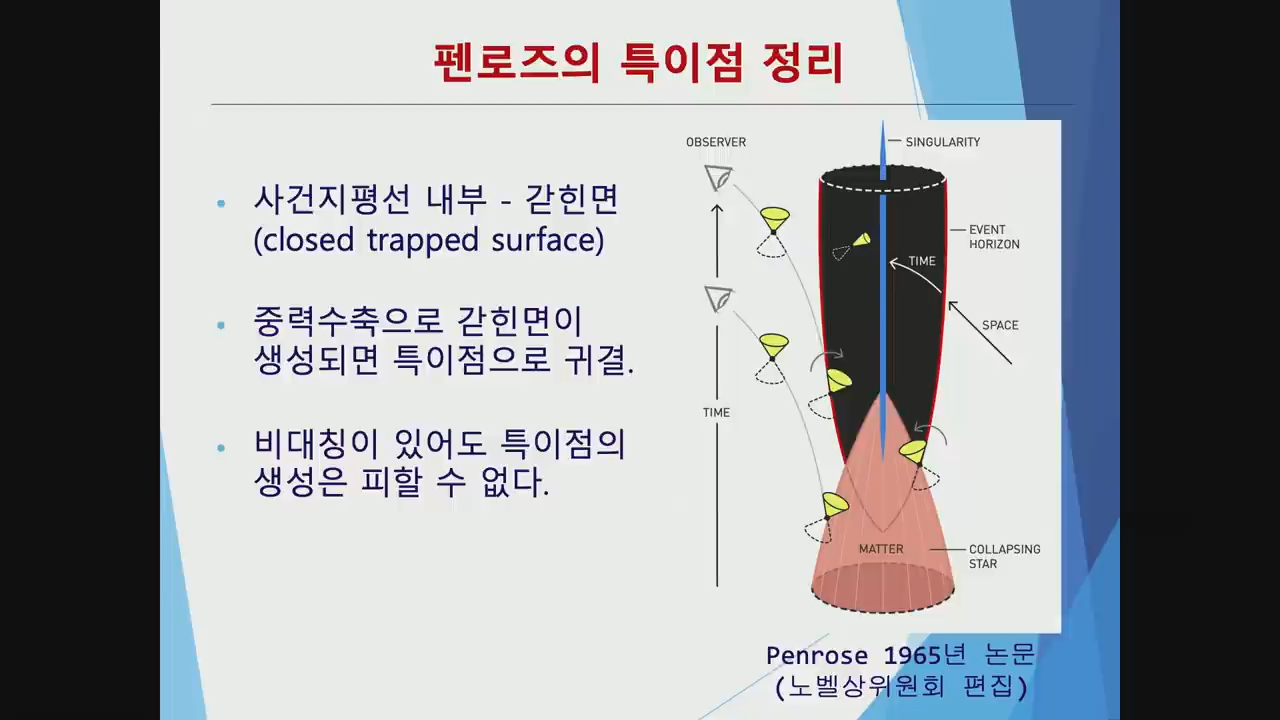 펜로즈의 특이점 정리
• 사건지평선 내부 - 갇힌면
(closed trapped surface)
• 중력수축으로 갇힌면이
생성되면 특이점으로 귀결.
• 비대칭이 있어도 특이점의
생성은 피할 수 없다.
OBSERVER
SINGULARITY
EVENT
HORIZON
TIME
SPACE
TIME
MATTER
COLLAPSING
STAR
Penrose 1965년 논문
(노벨상위원회 편집)